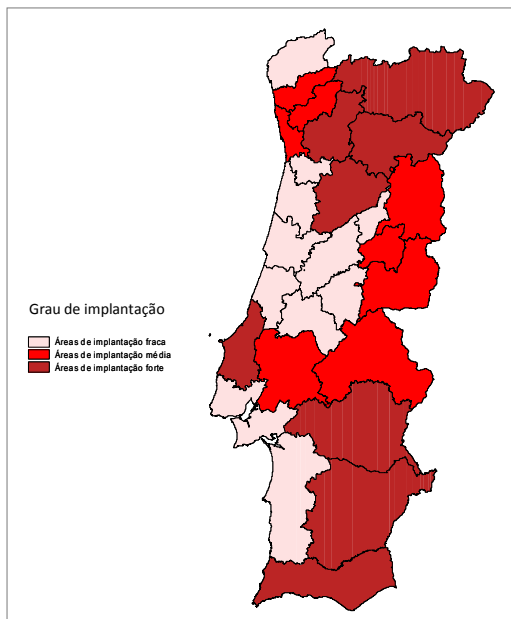 Grau de implantação
Áreas de implantação fraca
Áreas de implantação média
Áreas de implantação forte